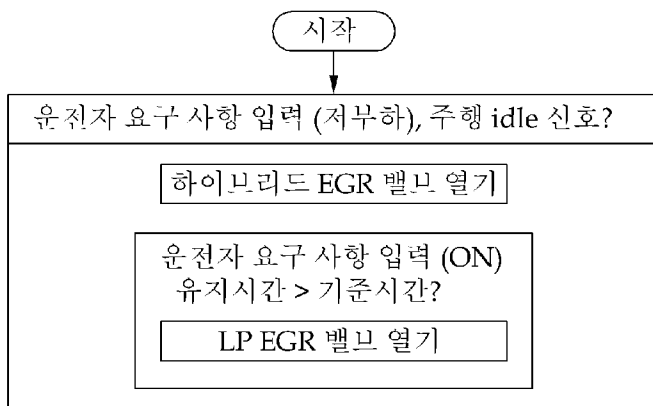 시작
운전자 요구 사항 입력 (저부하), 주행 idle 신호?
하이브리드 EGR 밸브 열기
운전자 요구 사항 입력 (ON)
유지시간 > 기준시간?
LP EGR 밸브 열기